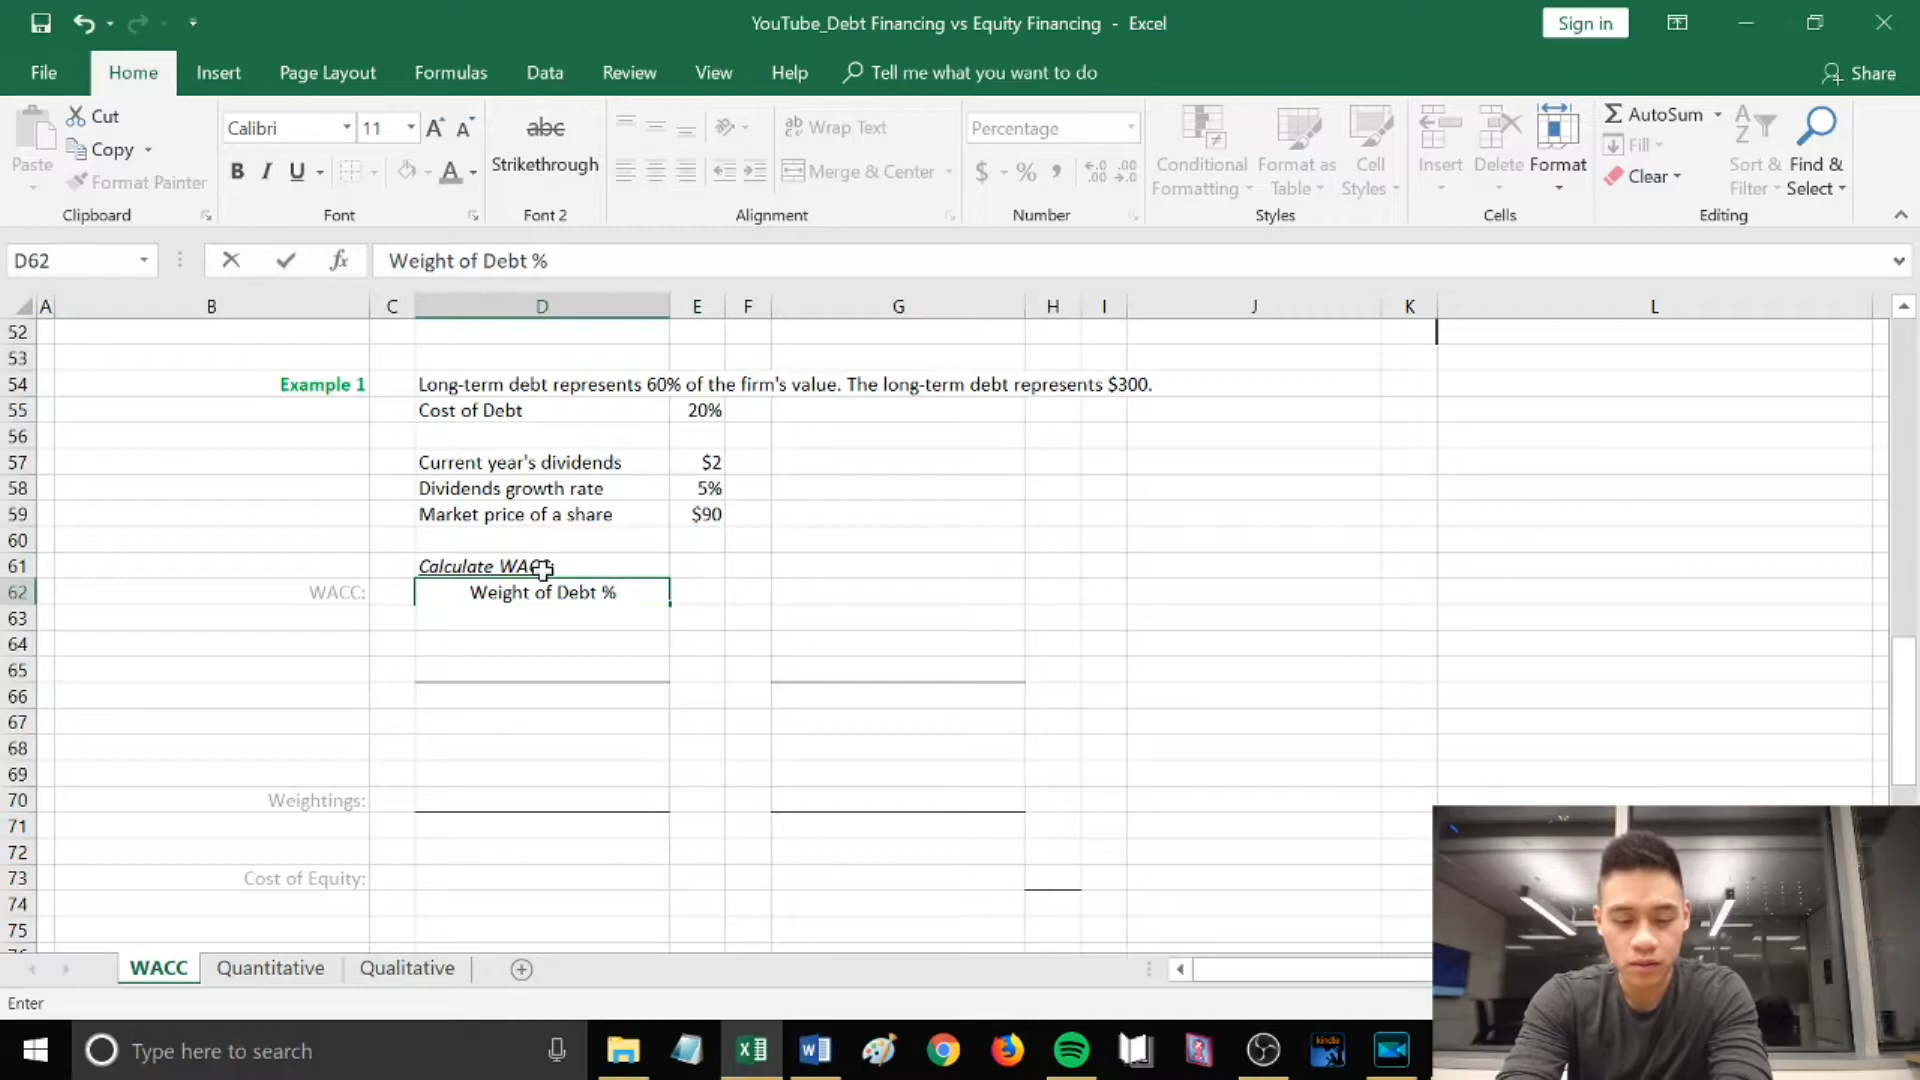 YouTube_Debt Financing vs Equity Financing - Excel
Sign in
File Home Insert Page Layout Formulas Data Review View Help Tell me what you want to do Share
Paste
Cut
Copy
Format Painter
Clipboard
Calibri 11
B I U
Font
abc
Strikethrough
Font 2
Wrap Text
Merge & Center
Alignment
Percentage
$ % ,
Number
Conditional Formatting
Format as Table
Cell Styles
Styles
Insert Delete Format
Cells
AutoSum
Fill
Clear
Sort & Filter
Find & Select
Editing
D62 fx Weight of Debt %
A B C D E F G H I J K L
52
53
54 Example 1 Long-term debt represents 60% of the firm's value. The long-term debt represents $300.
55 Cost of Debt 20%
56
57 Current year's dividends $2
58 Dividends growth rate 5%
59 Market price of a share $90
60
61 Calculate WACC
62 WACC: Weight of Debt %
63
64
65
66
67
68
69
70 Weightings:
71
72
73 Cost of Equity:
74
75
WACC Quantitative Qualitative
Enter
Type here to search
kindle